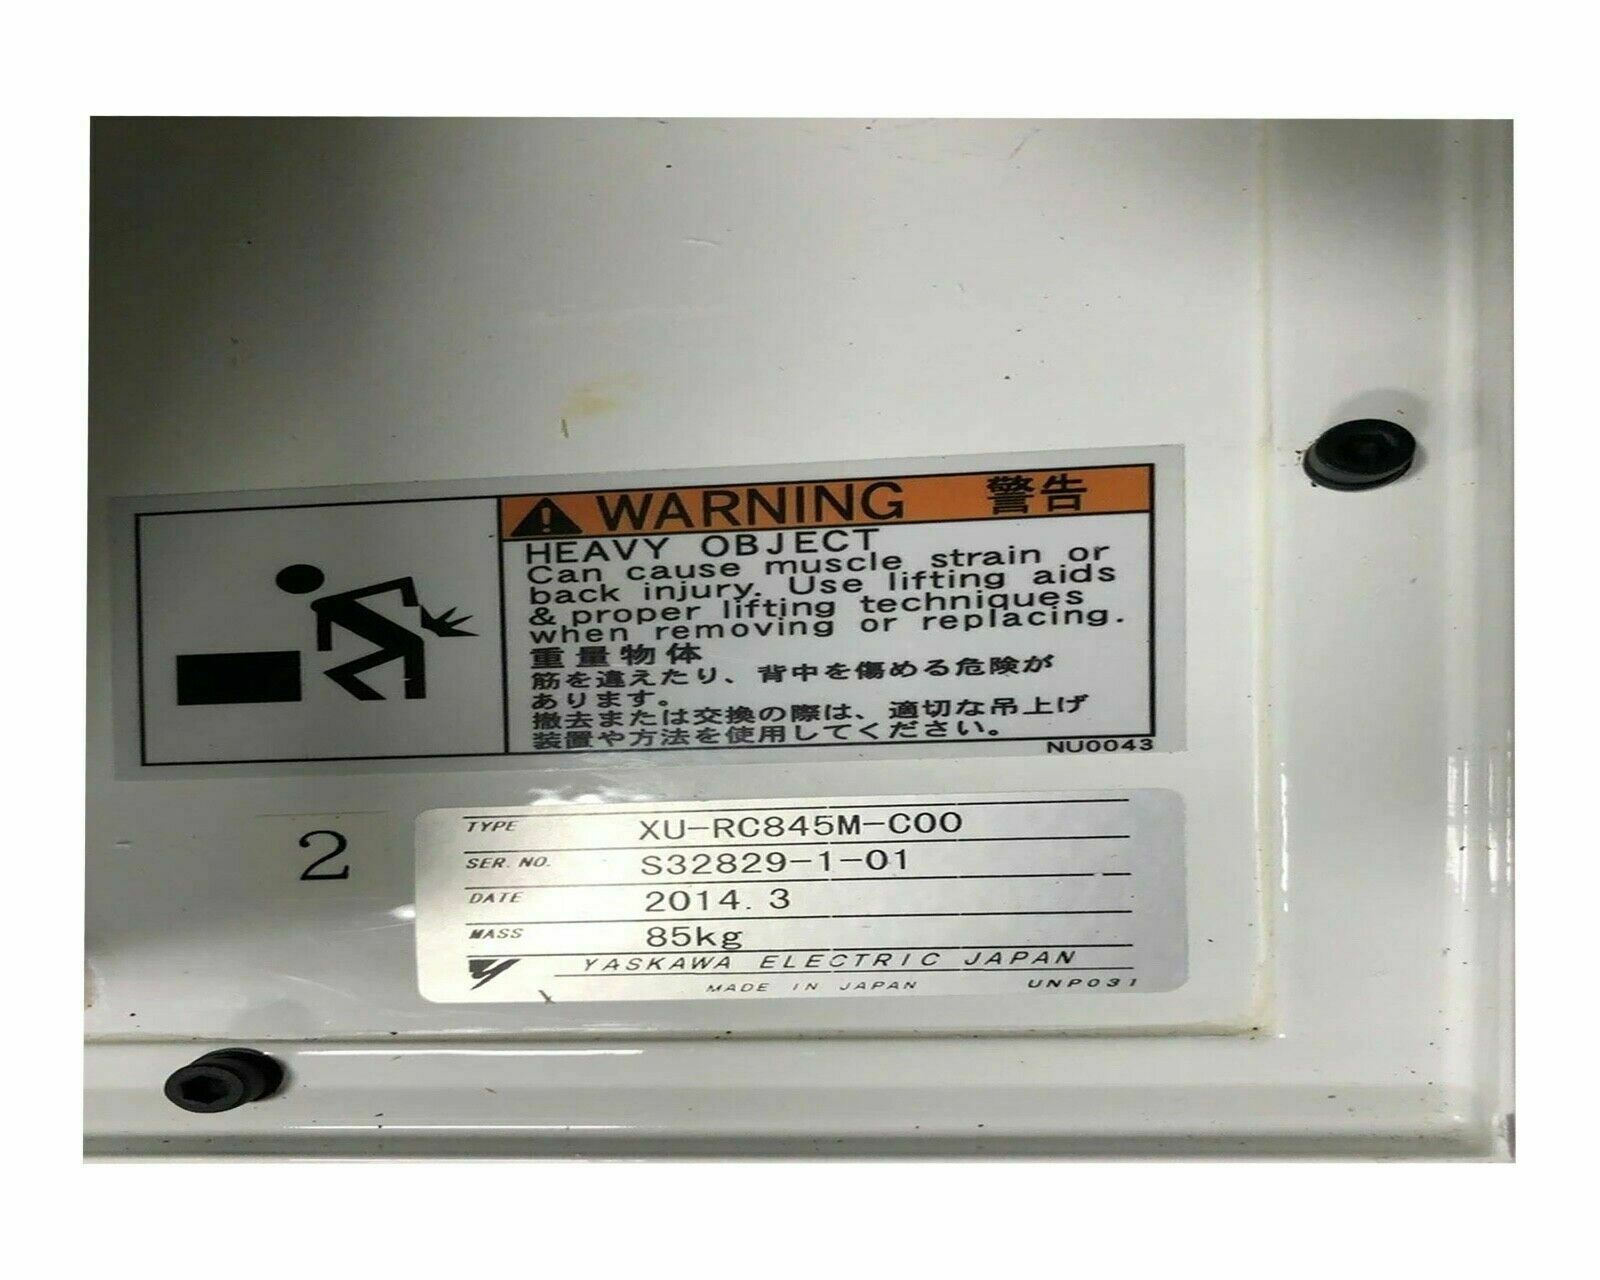 WARNING 警告
HEAVY OBJECT
Can cause muscle strain or
back injury. Use lifting aids
& proper lifting techniques
when removing or replacing.
重量物体
筋を違えたり、背中を傷める危険が
あります。
撤去または交換の際は、適切な吊上げ
装置や方法を使用してください。
NU0043
2
TYPE XU-RC845M-C00
SER. NO. S32829-1-01
DATE 2014.3
MASS 85kg
YASKAWA ELECTRIC JAPAN
MADE IN JAPAN UNP031